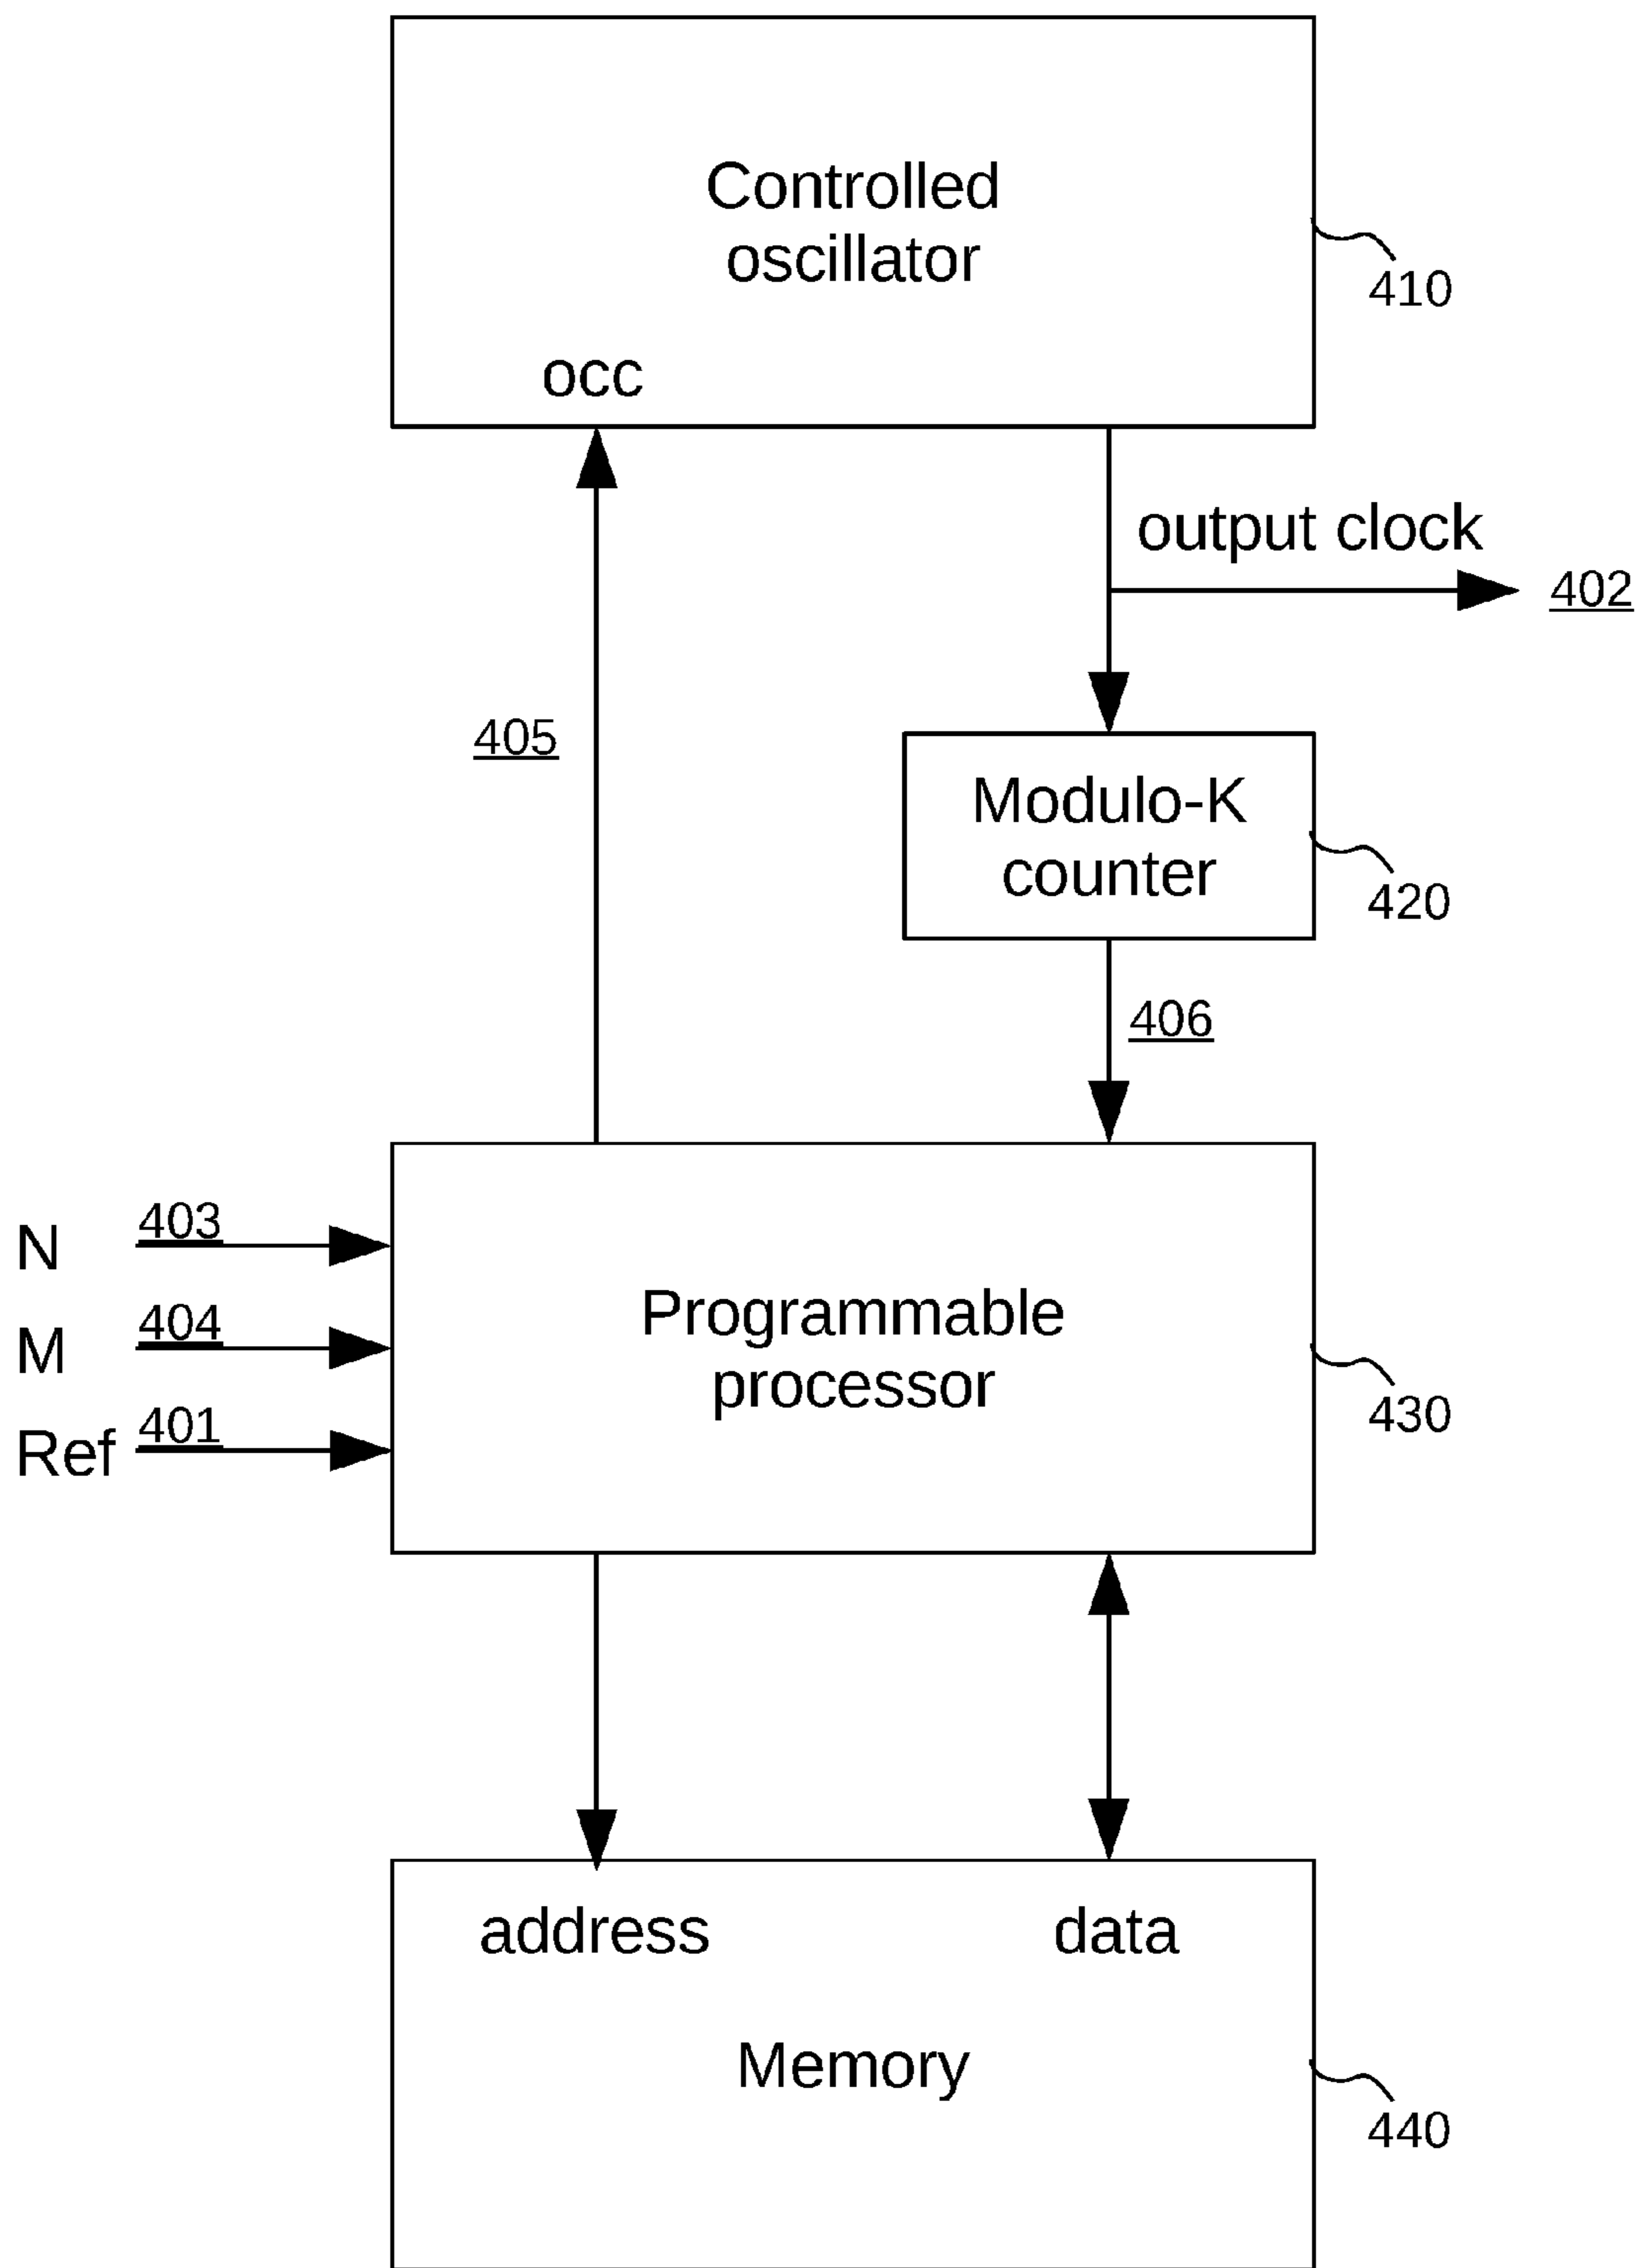 Controlled
oscillator
410
occ
output clock
402
405
Modulo-K
counter
420
406
N 403
M 404
Ref 401
Programmable
processor
430
address data
Memory
440